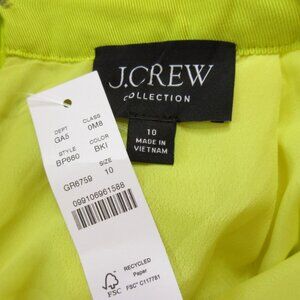 J.CREW
COLLECTION
10
MADE IN
VIETNAM
DEPT CLASS
GA5 0M8
STYLE COLOR
BP660 BKI
SIZE
GR6759 10
099106961588
FSC
RECYCLED
Paper
FSC® C117781